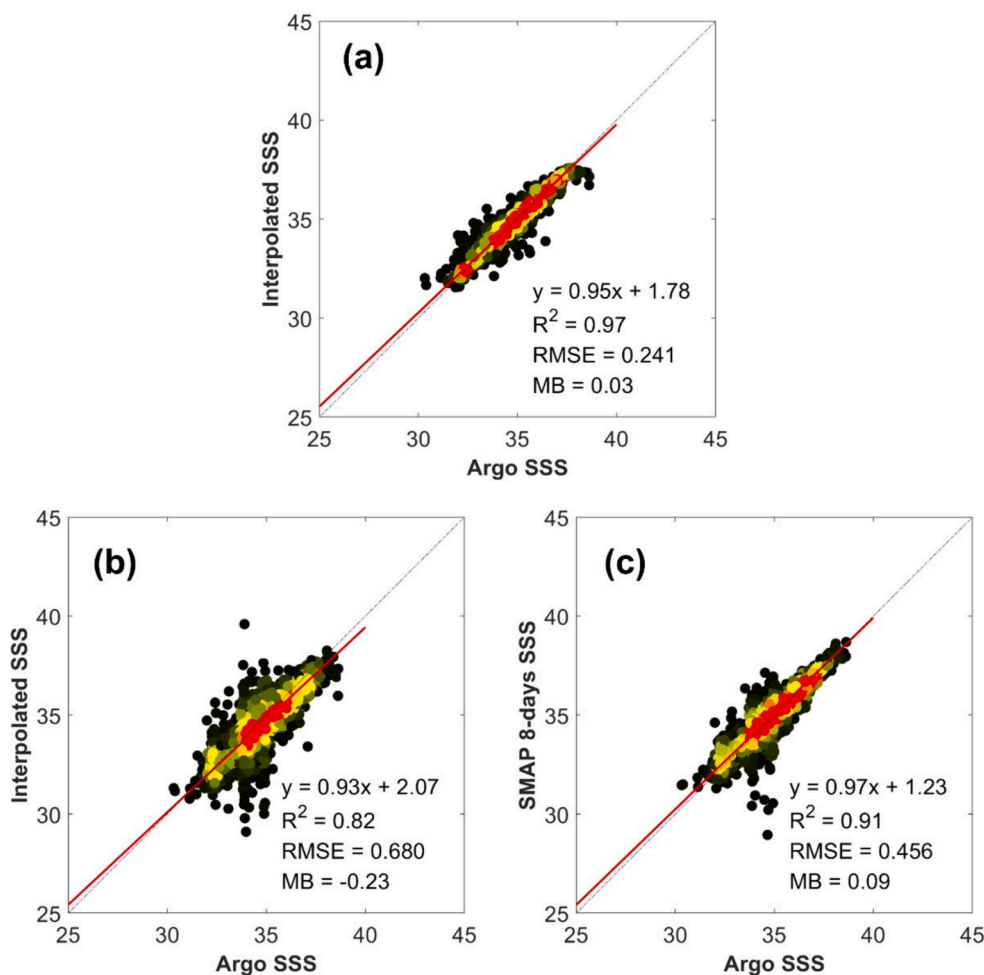 (a)
45
40
35
30
25
25 30 35 40 45
Interpolated SSS
Argo SSS
y = 0.95x + 1.78
R² = 0.97
RMSE = 0.241
MB = 0.03
(b)
45
40
35
30
25
25 30 35 40 45
Interpolated SSS
Argo SSS
y = 0.93x + 2.07
R² = 0.82
RMSE = 0.680
MB = -0.23
(c)
45
40
35
30
25
25 30 35 40 45
SMAP 8-days SSS
Argo SSS
y = 0.97x + 1.23
R² = 0.91
RMSE = 0.456
MB = 0.09